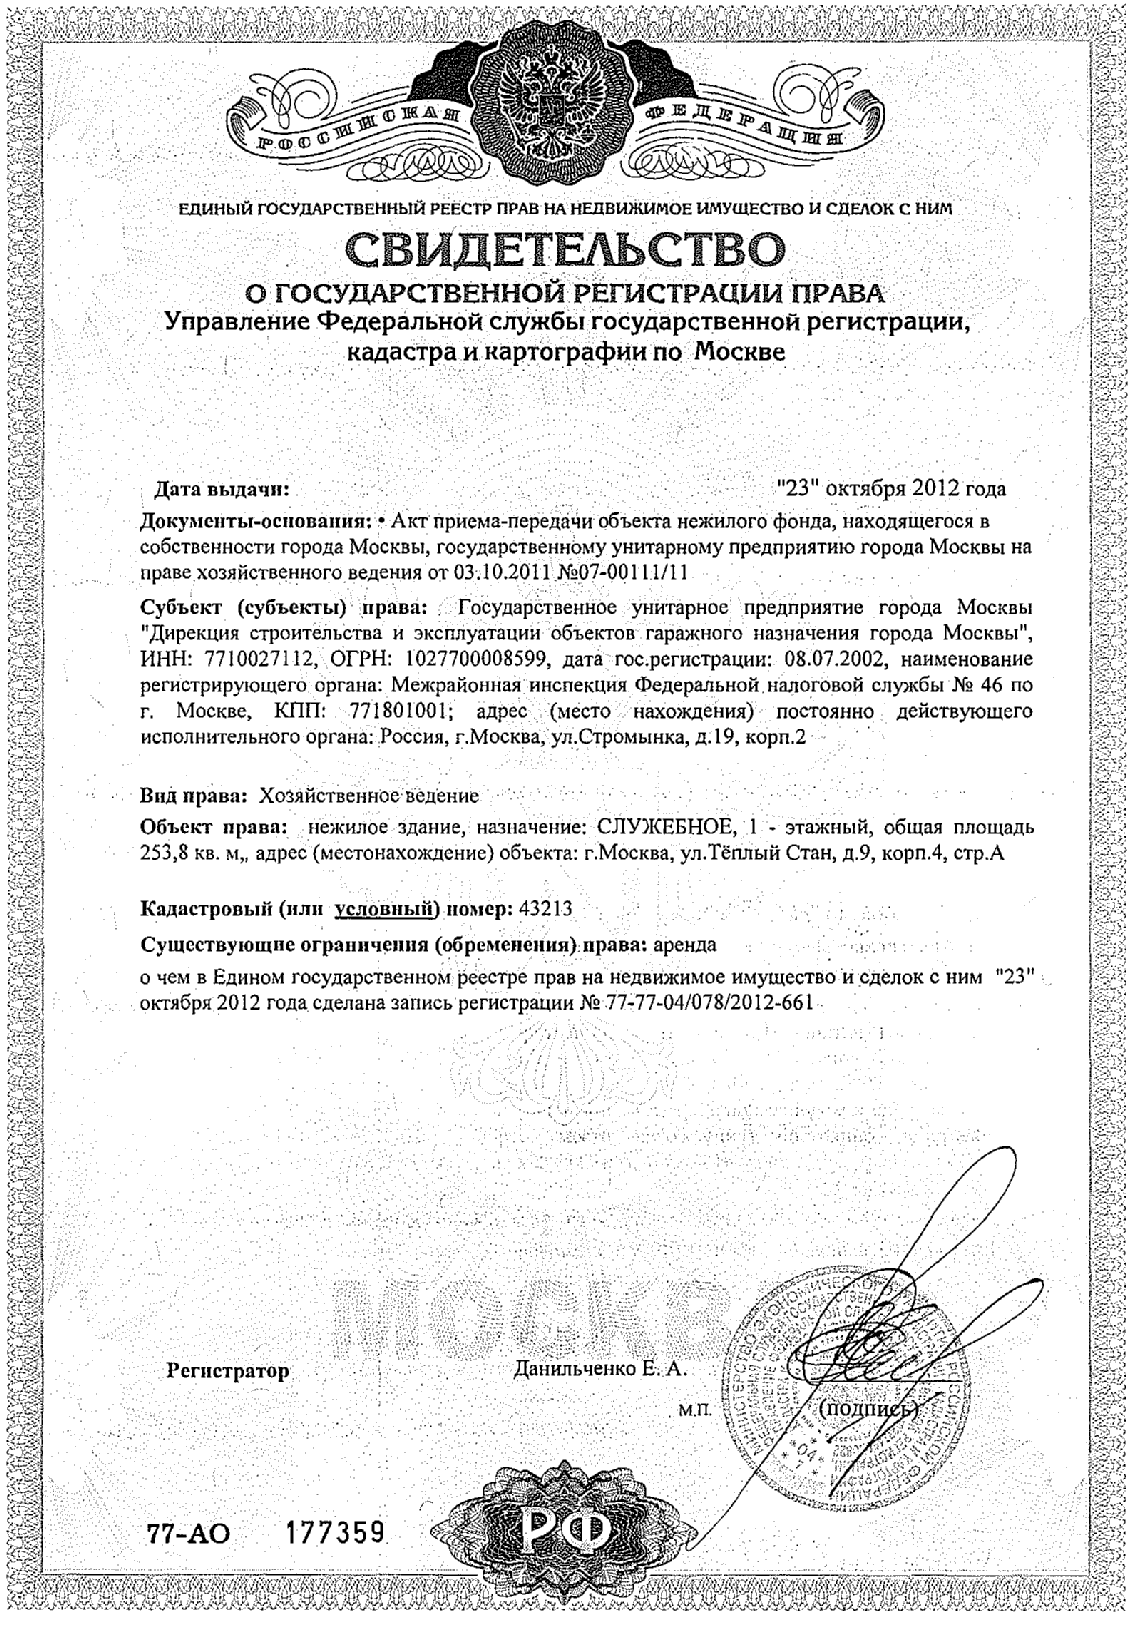 РОССИЙСКАЯ ФЕДЕРАЦИЯ
ЕДИНЫЙ ГОСУДАРСТВЕННЫЙ РЕЕСТР ПРАВ НА НЕДВИЖИМОЕ ИМУЩЕСТВО И СДЕЛОК С НИМ
СВИДЕТЕЛЬСТВО
О ГОСУДАРСТВЕННОЙ РЕГИСТРАЦИИ ПРАВА
Управление Федеральной службы государственной регистрации,
кадастра и картографии по Москве
Дата выдачи: "23" октября 2012 года
Документы-основания: • Акт приема-передачи объекта нежилого фонда, находящегося в
собственности города Москвы, государственному унитарному предприятию города Москвы на
праве хозяйственного ведения от 03.10.2011 №07-00111/11
Субъект (субъекты) права: Государственное унитарное предприятие города Москвы
"Дирекция строительства и эксплуатации объектов гаражного назначения города Москвы",
ИНН: 7710027112, ОГРН: 1027700008599, дата гос.регистрации: 08.07.2002, наименование
регистрирующего органа: Межрайонная инспекция Федеральной налоговой службы № 46 по
г. Москве, КПП: 771801001; адрес (место нахождения) постоянно действующего
исполнительного органа: Россия, г.Москва, ул.Стромынка, д.19, корп.2
Вид права: Хозяйственное ведение
Объект права: нежилое здание, назначение: СЛУЖЕБНОЕ, 1 - этажный, общая площадь
253,8 кв. м,, адрес (местонахождение) объекта: г.Москва, ул.Тёплый Стан, д.9, корп.4, стр.А
Кадастровый (или условный) номер: 43213
Существующие ограничения (обременения) права: аренда
о чем в Едином государственном реестре прав на недвижимое имущество и сделок с ним "23"
октября 2012 года сделана запись регистрации № 77-77-04/078/2012-661
МОСКВ
Регистратор Данильченко Е. А.
м.п. (подпись)
77-АО 177359
РФ